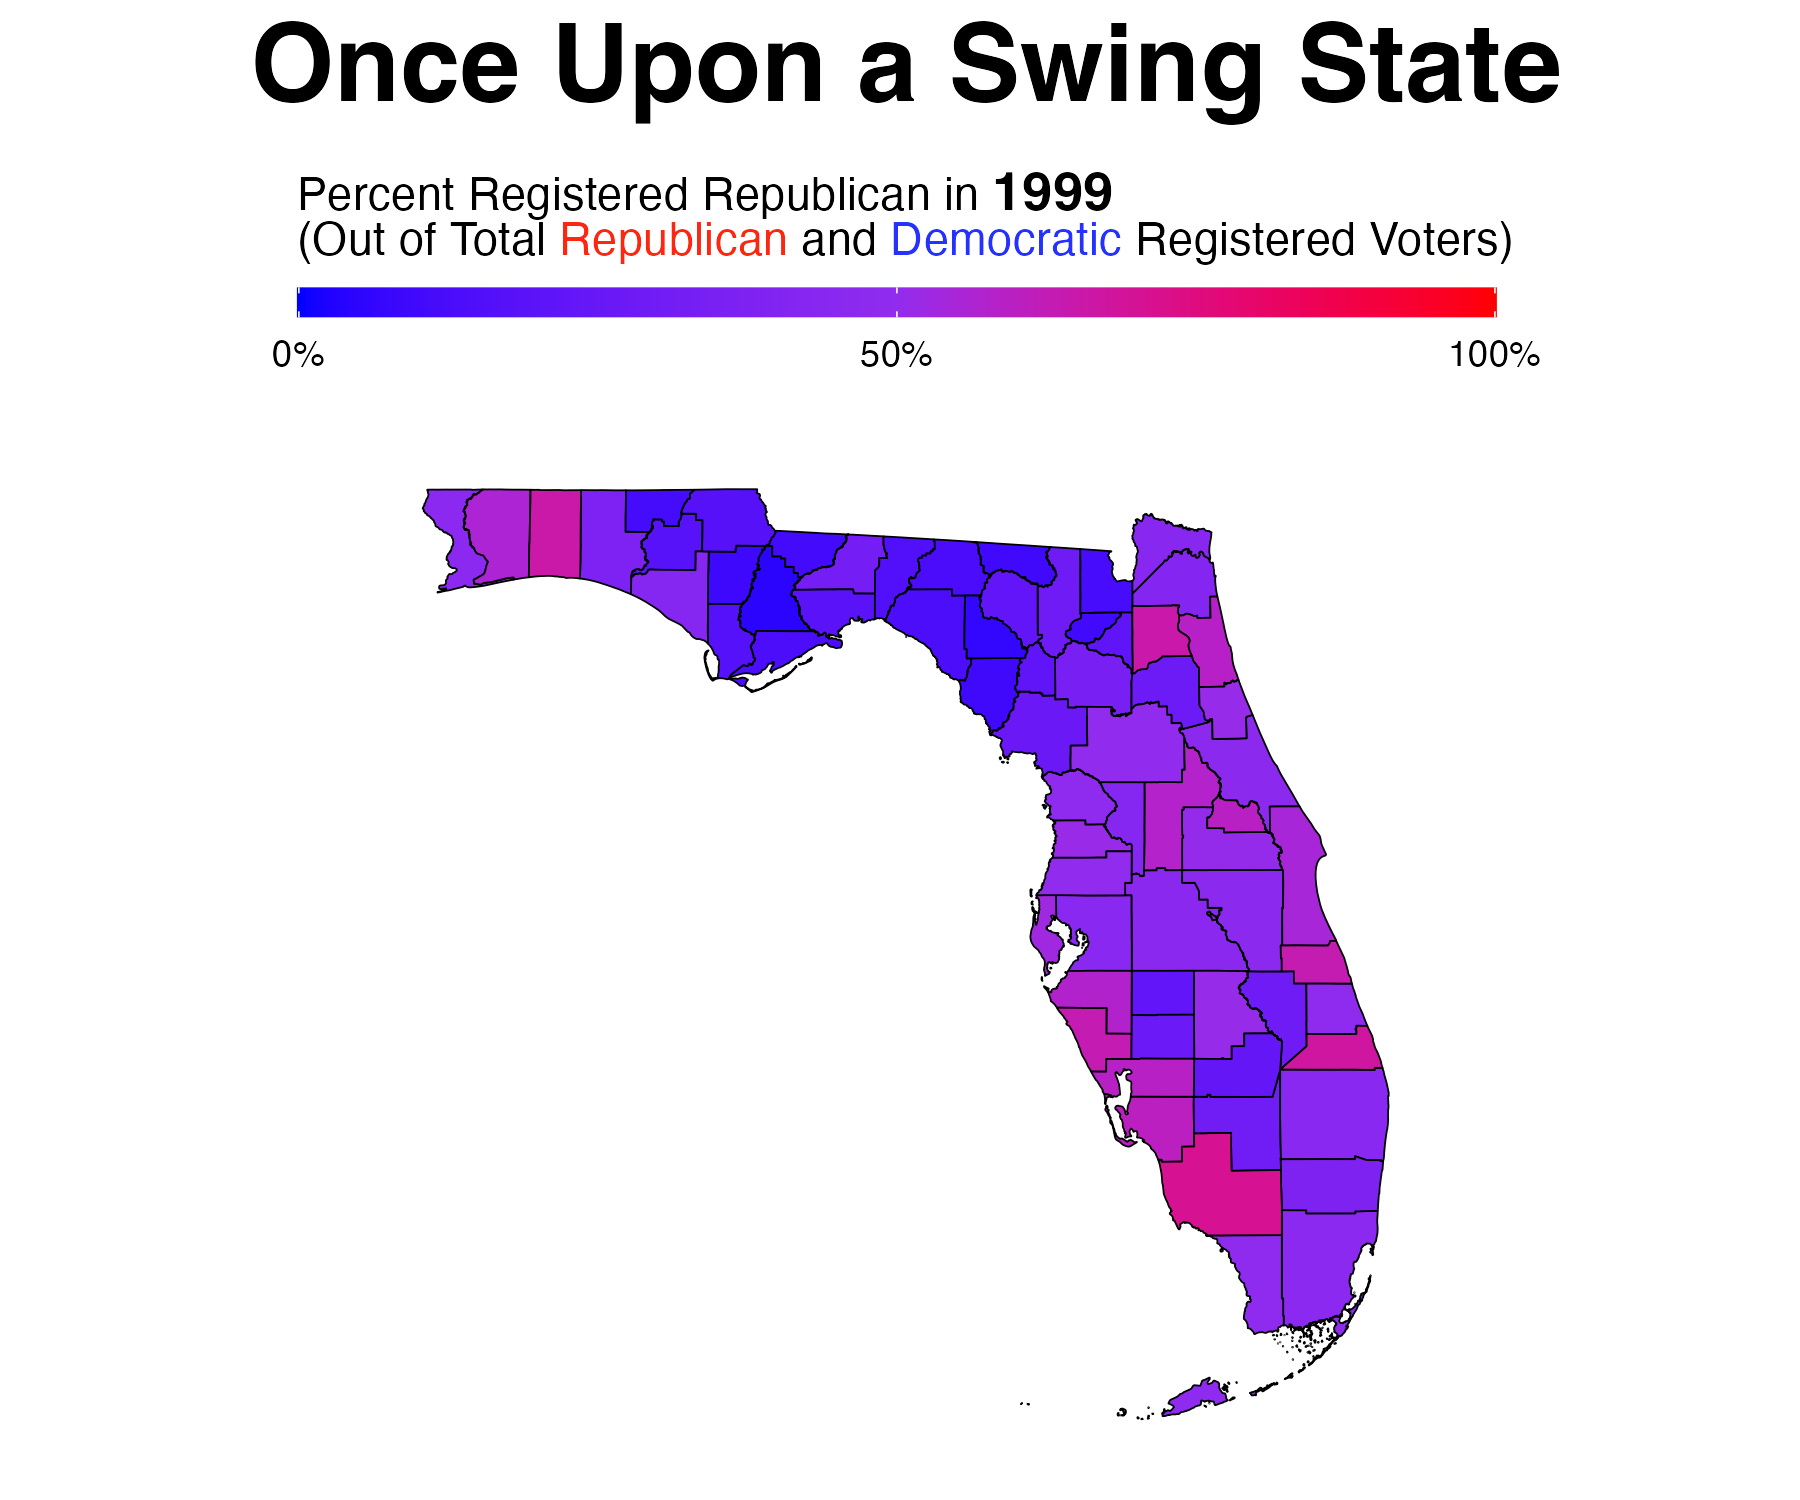 Once Upon a Swing State
Percent Registered Republican in 1999
(Out of Total Republican and Democratic Registered Voters)
0% 50% 100%